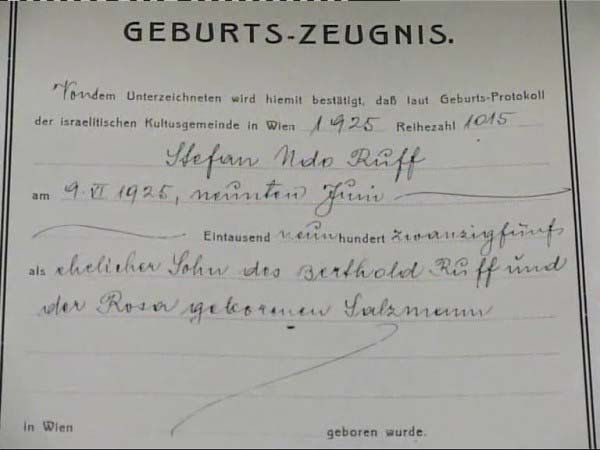 GEBURTS-ZEUGNIS.
Von dem Unterzeichneten wird hiemit bestätigt, daß laut Geburts-Protokoll
der israelitischen Kultusgemeinde in Wien 1925 Reihezahl 1015
Stefan Udo Ruff
am 9. VI 1925, neunten Juni
Eintausend neunhundert zwanzigfünf
als ehelicher Sohn des Berthold Ruff und
der Rosa geborenen Salzmann
in Wien geboren wurde.